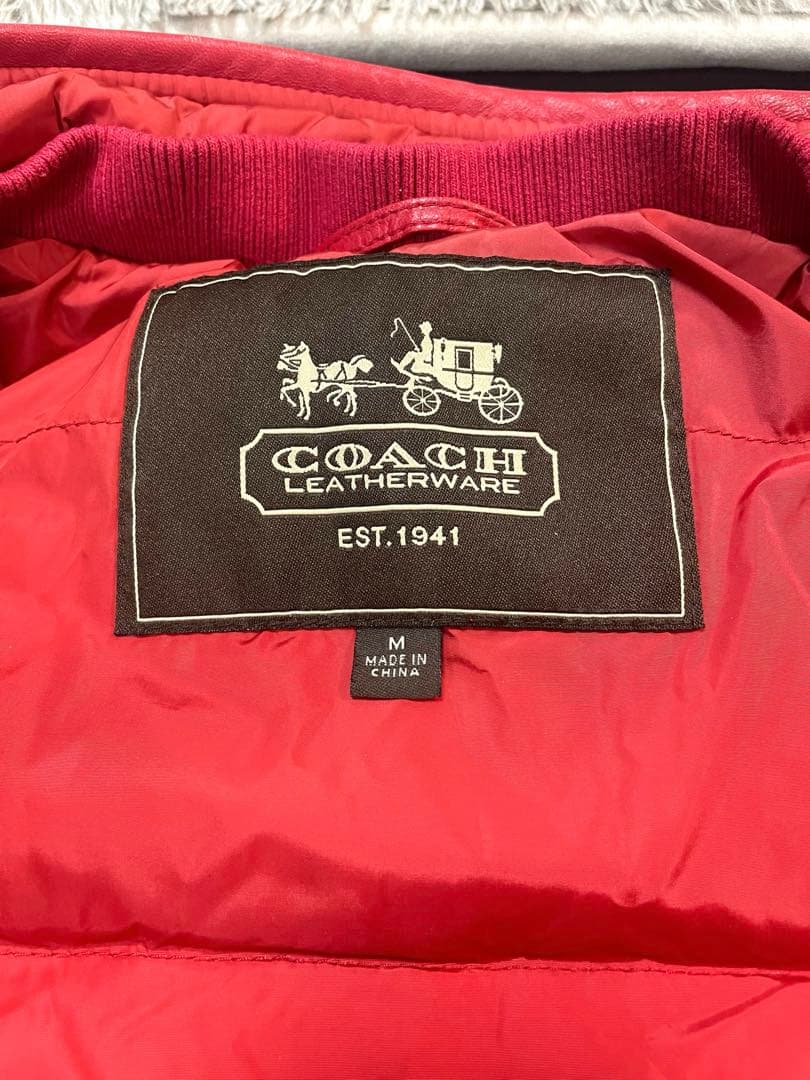 COACH
LEATHERWARE
EST.1941
M
MADE IN
CHINA